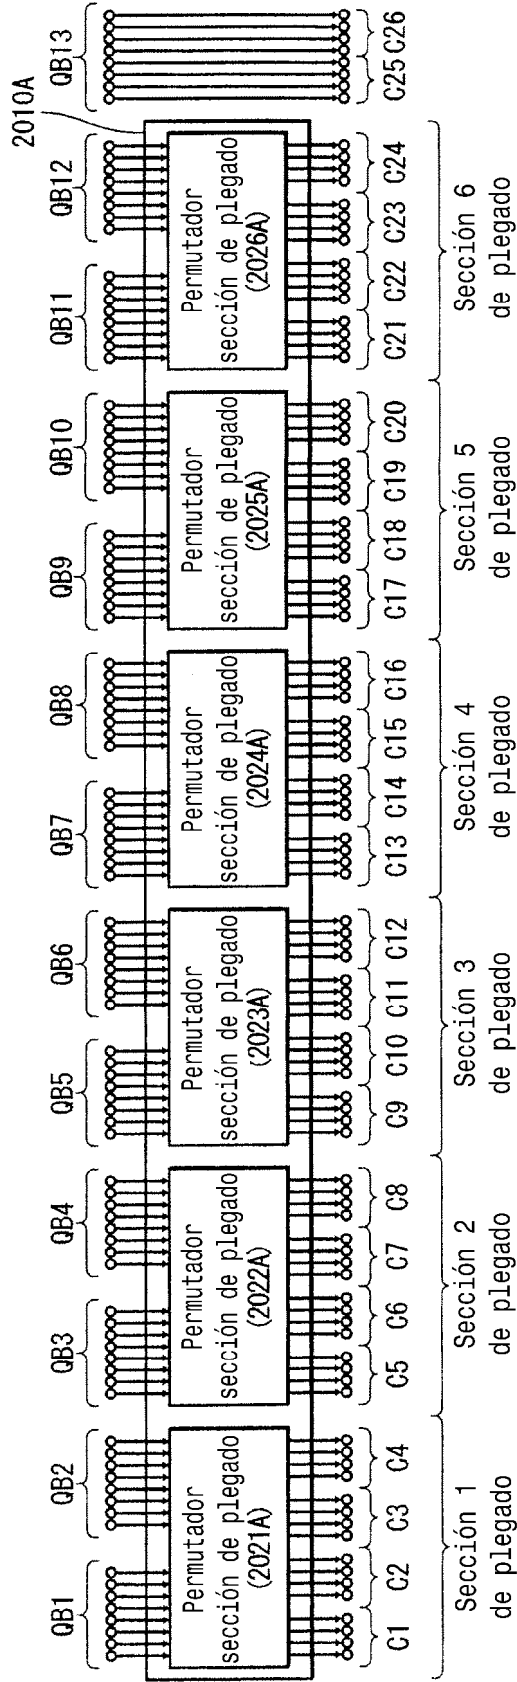 2010A
QB1 QB2 QB3 QB4 QB5 QB6 QB7 QB8 QB9 QB10 QB11 QB12 QB13
Permutador
sección de plegado
(2021A)
Permutador
sección de plegado
(2022A)
Permutador
sección de plegado
(2023A)
Permutador
sección de plegado
(2024A)
Permutador
sección de plegado
(2025A)
Permutador
sección de plegado
(2026A)
C1 C2 C3 C4 C5 C6 C7 C8 C9 C10 C11 C12 C13 C14 C15 C16 C17 C18 C19 C20 C21 C22 C23 C24 C25 C26
Sección 1
de plegado
Sección 2
de plegado
Sección 3
de plegado
Sección 4
de plegado
Sección 5
de plegado
Sección 6
de plegado